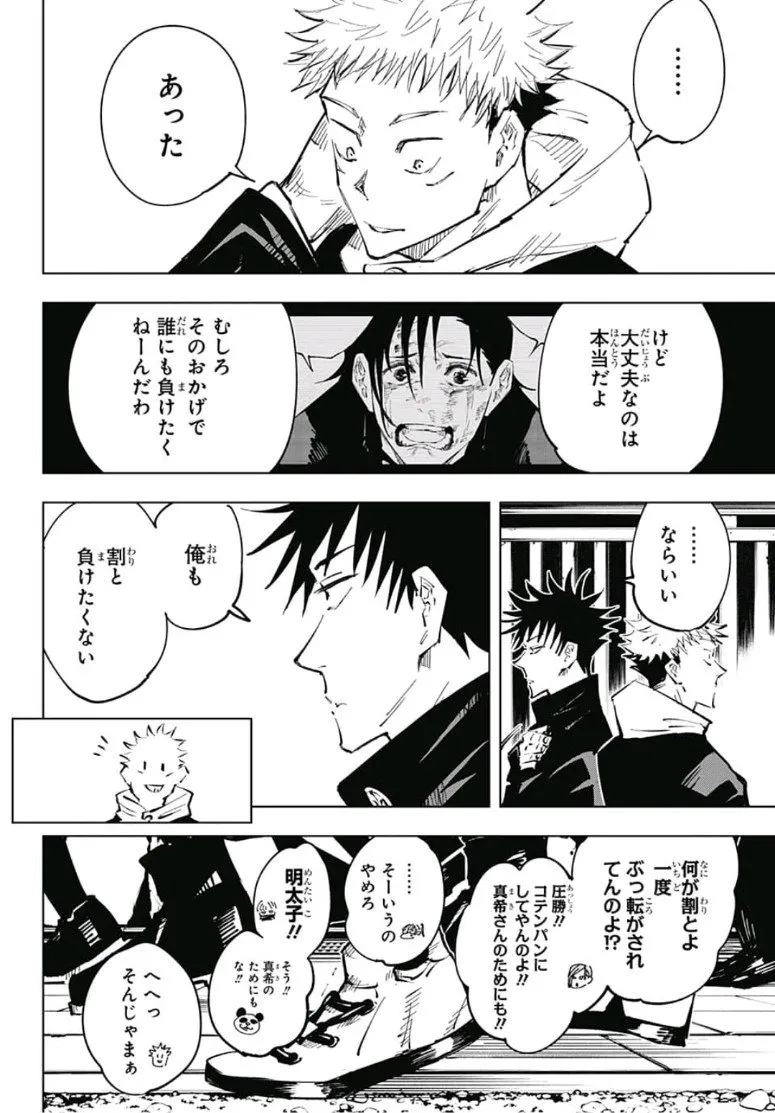 ……
あった
けど
大丈夫なのは
本当だよ
むしろ
そのおかげで
誰にも負けたく
ねーんだわ
……
ならいい
俺も
割と
負けたくない
何が割とよ
一度
ぶっ転がされ
てんのよ!?
圧勝!!
コテンパンに
してやんのよ!!
真希さんのためにも!!
そーいうの
やめろ
明太子!!
そう!!
真希の
ためにも
な!!
へへっ
そんじゃまぁ